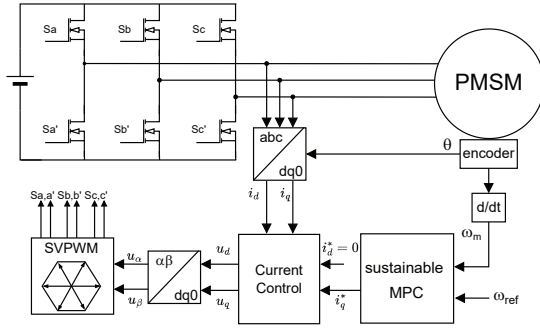 Sa
Sb
Sc
PMSM
Sa'
Sb'
Sc'
abc
dq0
θ
encoder
d/dt
i_d
i_q
ω_m
Sa,a' Sb,b' Sc,c'
SVPWM
u_α
u_β
αβ
dq0
u_d
u_q
Current
Control
i_d^* = 0
i_q^*
sustainable
MPC
ω_ref